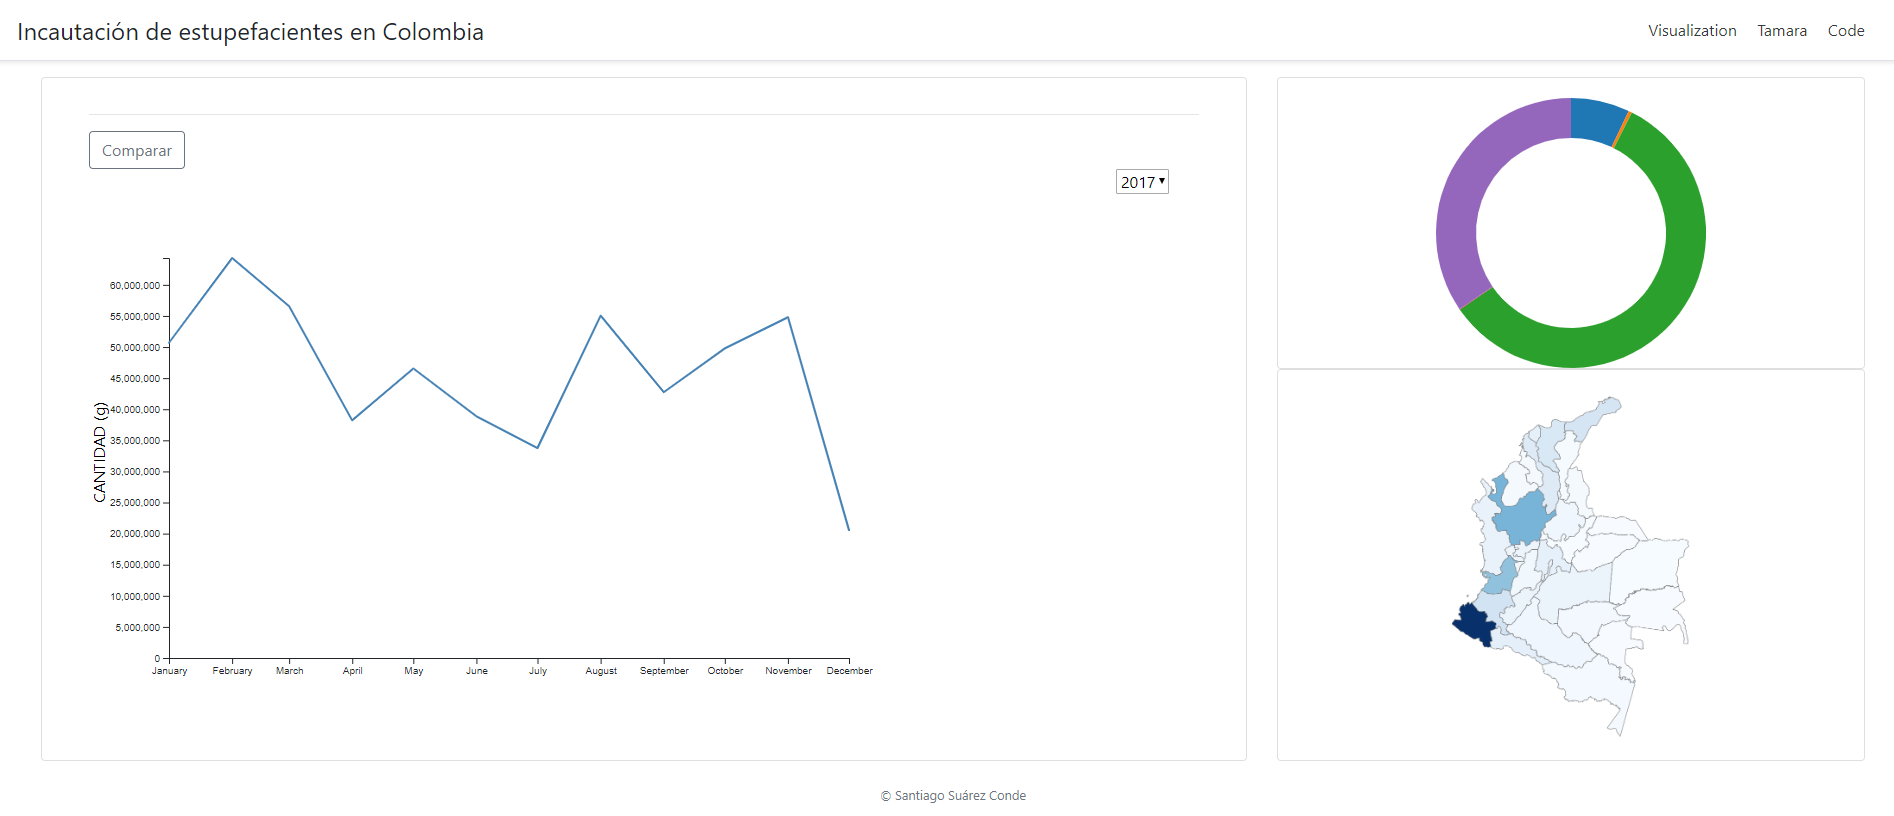 Incautación de estupefacientes en Colombia
Visualization Tamara Code
Comparar
2017
CANTIDAD (g)
60,000,000
55,000,000
50,000,000
45,000,000
40,000,000
35,000,000
30,000,000
25,000,000
20,000,000
15,000,000
10,000,000
5,000,000
0
January February March April May June July August September October November December
© Santiago Suárez Conde